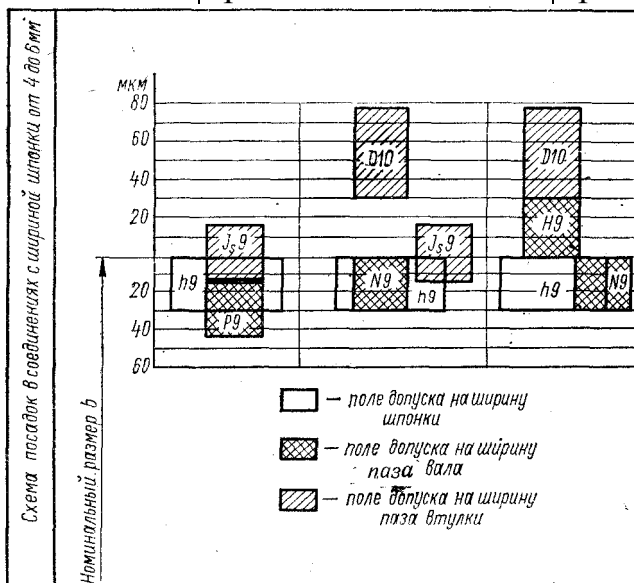 Схема посадок в соединениях с шириной шпонки от 4 до 6 мм
Номинальный размер b
мкм
80
60
40
20
20
40
60
h9
Js9
P9
D10
N9
Js9
h9
D10
H9
h9
N9
— поле допуска на ширину
шпонки
— поле допуска на ширину
паза вала
— поле допуска на ширину
паза втулки